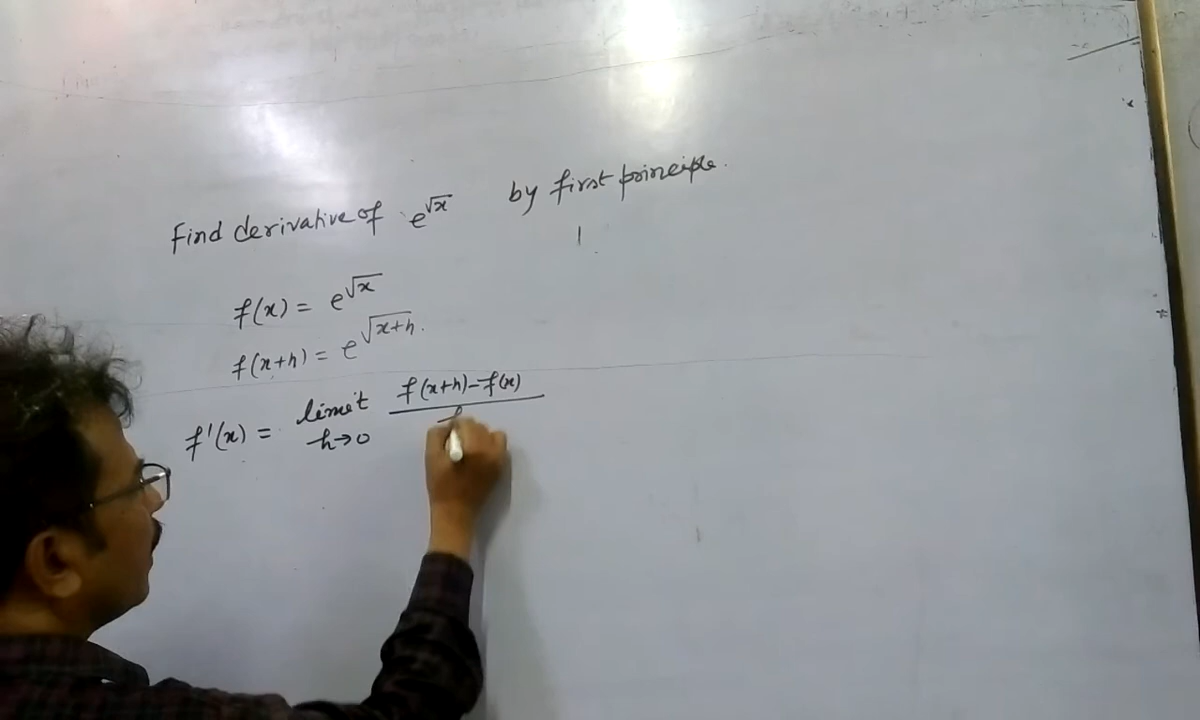 Find derivative of e^√x by first principle.
f(x) = e^√x
f(x+h) = e^√(x+h).
f'(x) = limit h→0 f(x+h)-f(x)